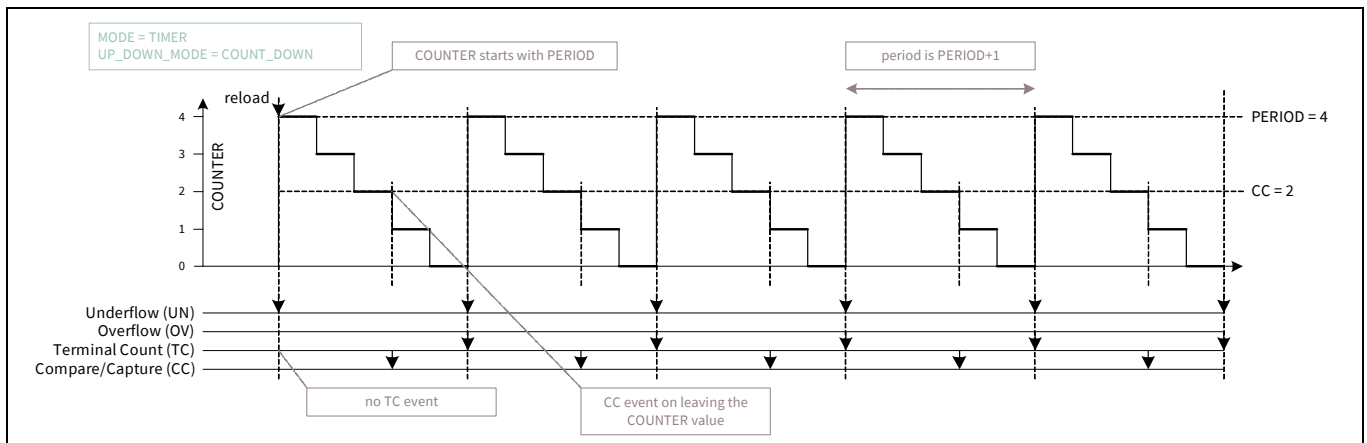 MODE = TIMER
UP_DOWN_MODE = COUNT_DOWN
COUNTER starts with PERIOD
period is PERIOD+1
reload
4
3
2
1
0
COUNTER
PERIOD = 4
CC = 2
Underflow (UN)
Overflow (OV)
Terminal Count (TC)
Compare/Capture (CC)
no TC event
CC event on leaving the
COUNTER value